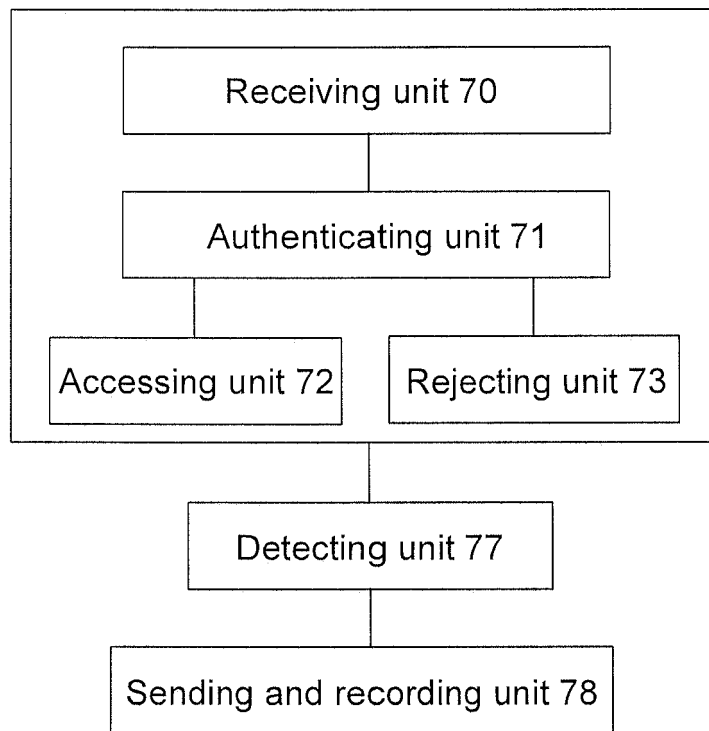 Receiving unit 70
Authenticating unit 71
Accessing unit 72
Rejecting unit 73
Detecting unit 77
Sending and recording unit 78